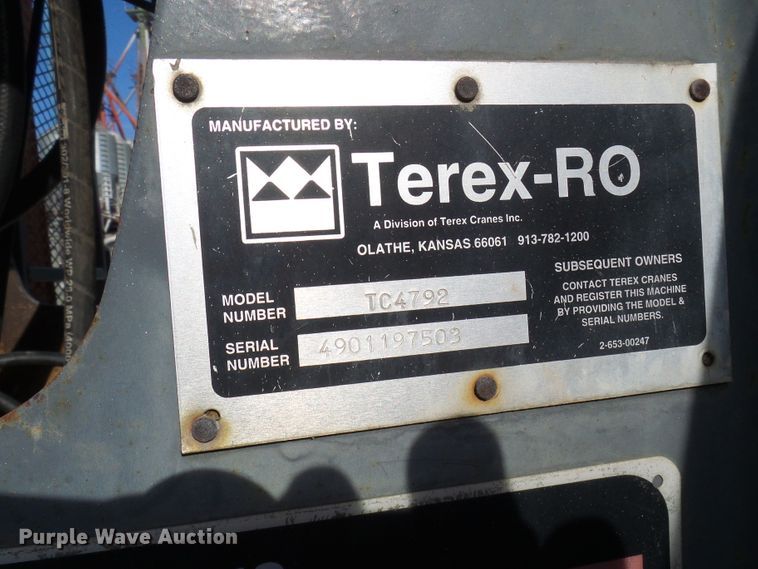 MANUFACTURED BY:
Terex-RO
A Division of Terex Cranes Inc.
OLATHE, KANSAS 66061 913-782-1200
MODEL NUMBER TC4792
SERIAL NUMBER 4901197503
SUBSEQUENT OWNERS
CONTACT TEREX CRANES
AND REGISTER THIS MACHINE
BY PROVIDING THE MODEL &
SERIAL NUMBERS.
2-653-00247
Purple Wave Auction